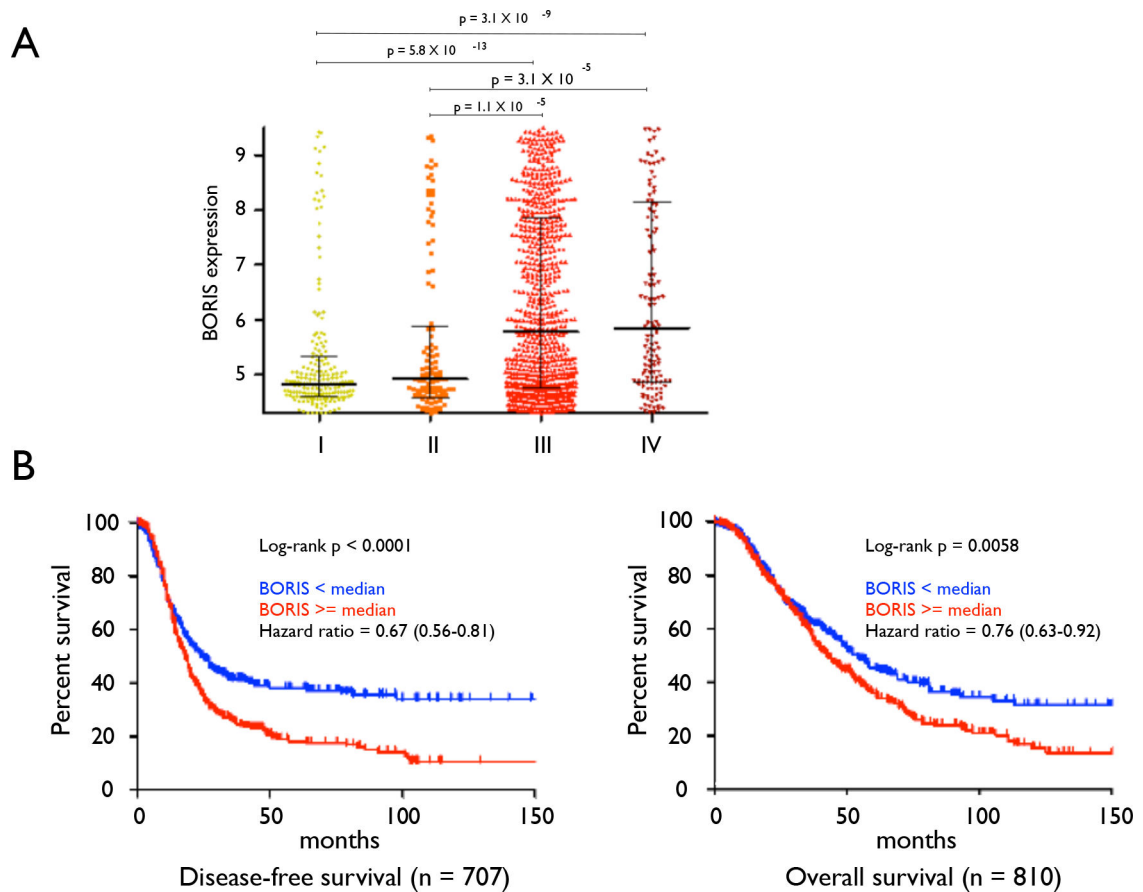 A
p = 3.1 X 10 -9
p = 5.8 X 10 -13
p = 3.1 X 10 -5
p = 1.1 X 10 -5
BORIS expression
9
8
7
6
5
I II III IV
B
Percent survival
100
80
60
40
20
0
Log-rank p < 0.0001
BORIS < median
BORIS >= median
Hazard ratio = 0.67 (0.56-0.81)
0 50 100 150
months
Disease-free survival (n = 707)
Percent survival
100
80
60
40
20
0
Log-rank p = 0.0058
BORIS < median
BORIS >= median
Hazard ratio = 0.76 (0.63-0.92)
0 50 100 150
months
Overall survival (n = 810)